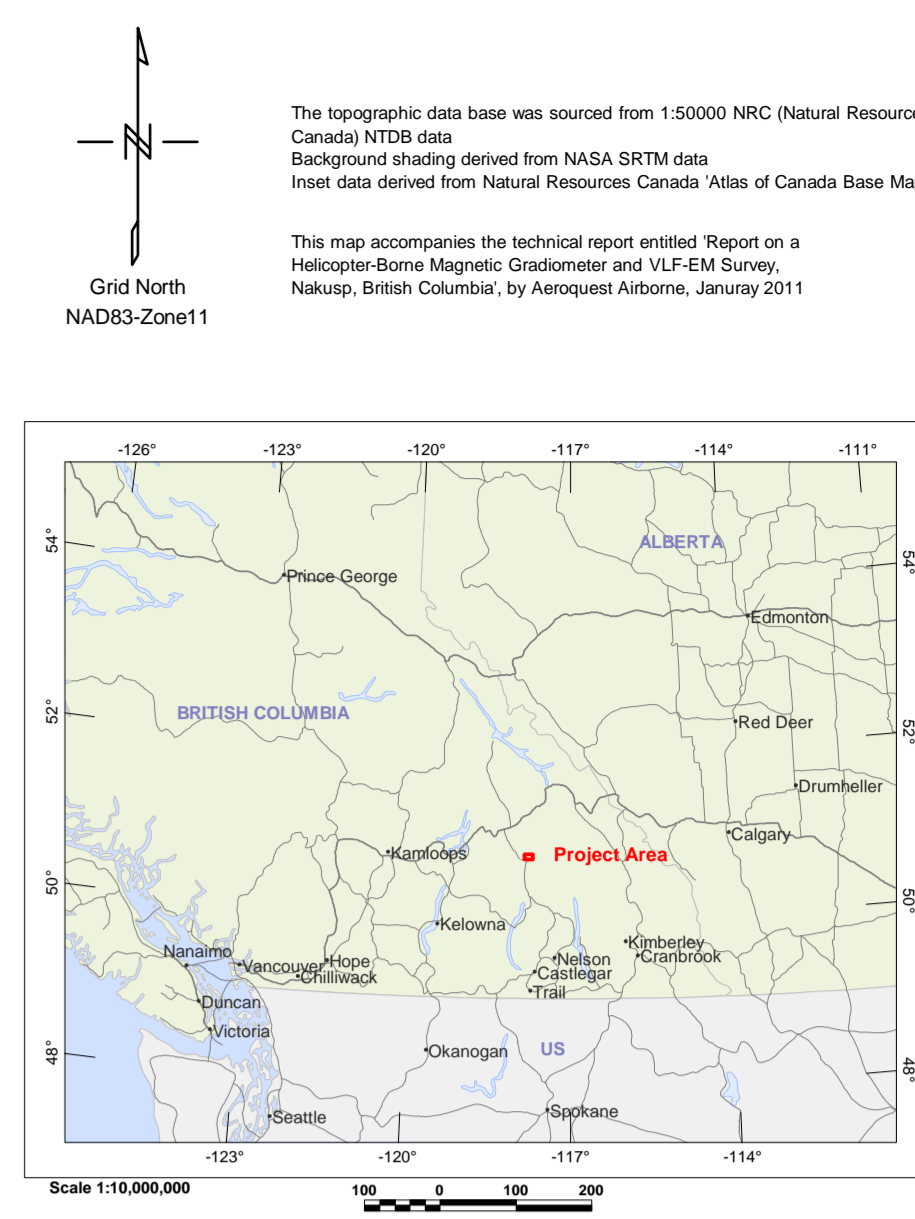 The topographic data base was sourced from 1:50000 NRC (Natural Resource
Canada) NTDB data
Background shading derived from NASA SRTM data
Inset data derived from Natural Resources Canada 'Atlas of Canada Base Ma
This map accompanies the technical report entitled 'Report on a
Helicopter-Borne Magnetic Gradiometer and VLF-EM Survey,
Nakusp, British Columbia', by Aeroquest Airborne, Januray 2011
N
Grid North
NAD83-Zone11
-126° -123° -120° -117° -114° -111°
54° ALBERTA 54°
Prince George
Edmonton
52° BRITISH COLUMBIA 52°
Red Deer
Drumheller
Calgary
Kamloops Project Area
50° 50°
Kelowna
Kimberley
Nanaimo Cranbrook
Vancouver Hope Nelson
Chilliwack Castlegar
Trail
Duncan
Victoria
48° Okanogan US 48°
Seattle Spokane
-123° -120° -117° -114°
Scale 1:10,000,000
100 0 100 200